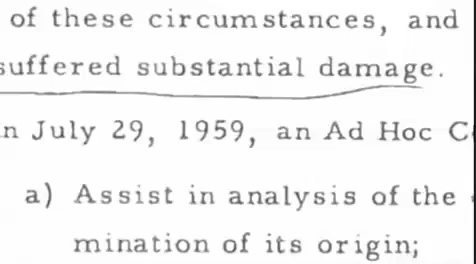 of these circumstances, and
suffered substantial damage.
n July 29, 1959, an Ad Hoc C
a) Assist in analysis of the
mination of its origin;